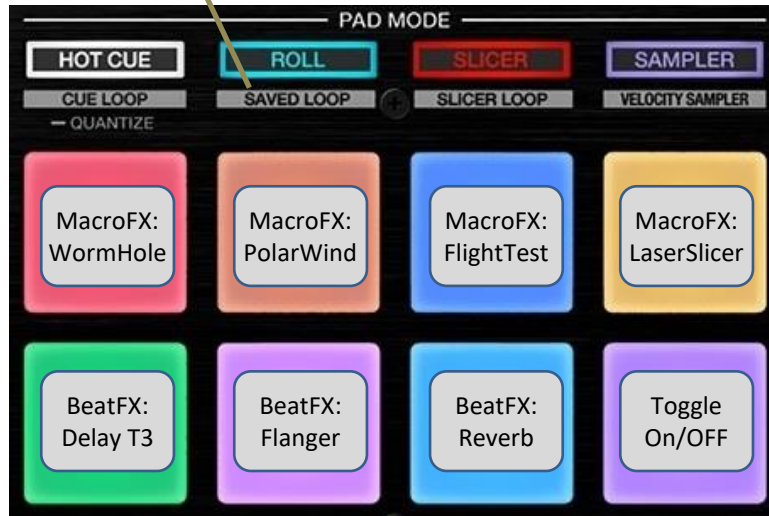 PAD MODE
HOT CUE ROLL SLICER SAMPLER
CUE LOOP SAVED LOOP SLICER LOOP VELOCITY SAMPLER
— QUANTIZE
MacroFX: MacroFX: MacroFX: MacroFX:
WormHole PolarWind FlightTest LaserSlicer
BeatFX: BeatFX: BeatFX: Toggle
Delay T3 Flanger Reverb On/OFF